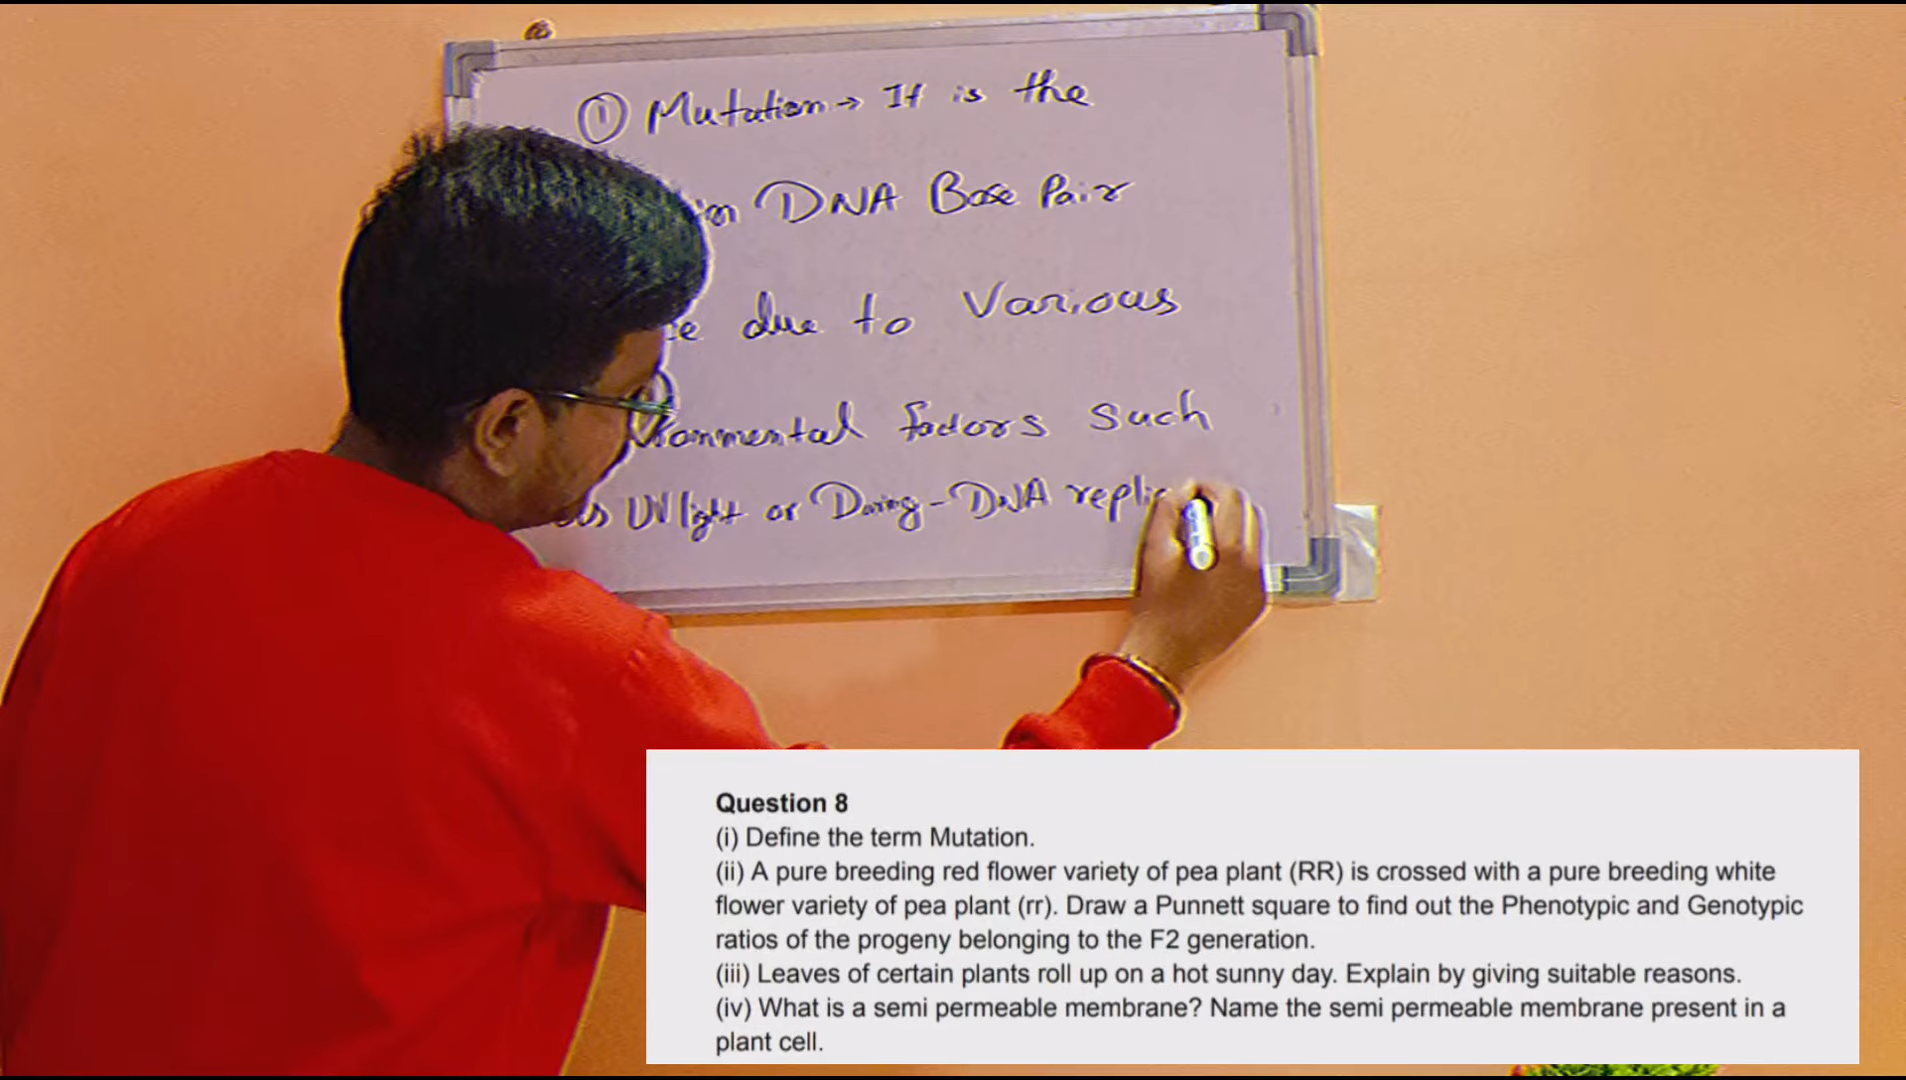 ① Mutation → It is the
in DNA Base Pair
due to Various
ronmental factors such
as UV light or During - DNA replic
Question 8
(i) Define the term Mutation.
(ii) A pure breeding red flower variety of pea plant (RR) is crossed with a pure breeding white
flower variety of pea plant (rr). Draw a Punnett square to find out the Phenotypic and Genotypic
ratios of the progeny belonging to the F2 generation.
(iii) Leaves of certain plants roll up on a hot sunny day. Explain by giving suitable reasons.
(iv) What is a semi permeable membrane? Name the semi permeable membrane present in a
plant cell.